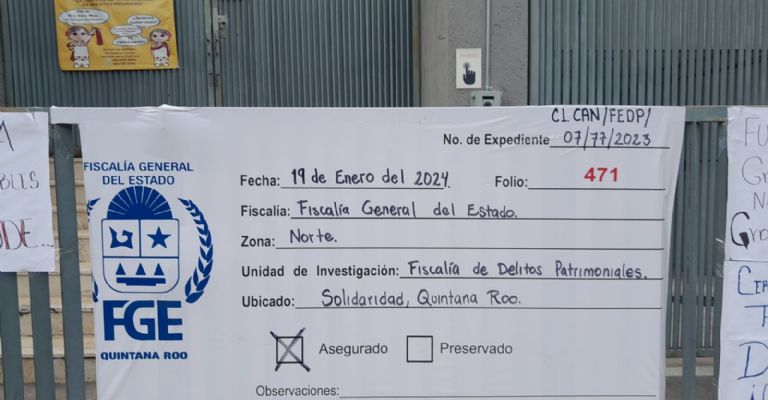 C.I. CAN/FEDP/
No. de Expediente 07/77/2023
FISCALÍA GENERAL
DEL ESTADO
Fecha: 19 de Enero del 2024 Folio: 471
Fiscalía: Fiscalía General del Estado.
Zona: Norte.
Unidad de Investigación: Fiscalía de Delitos Patrimoniales.
Ubicado: Solidaridad, Quintana Roo.
FGE
QUINTANA ROO
Asegurado Preservado
Observaciones: